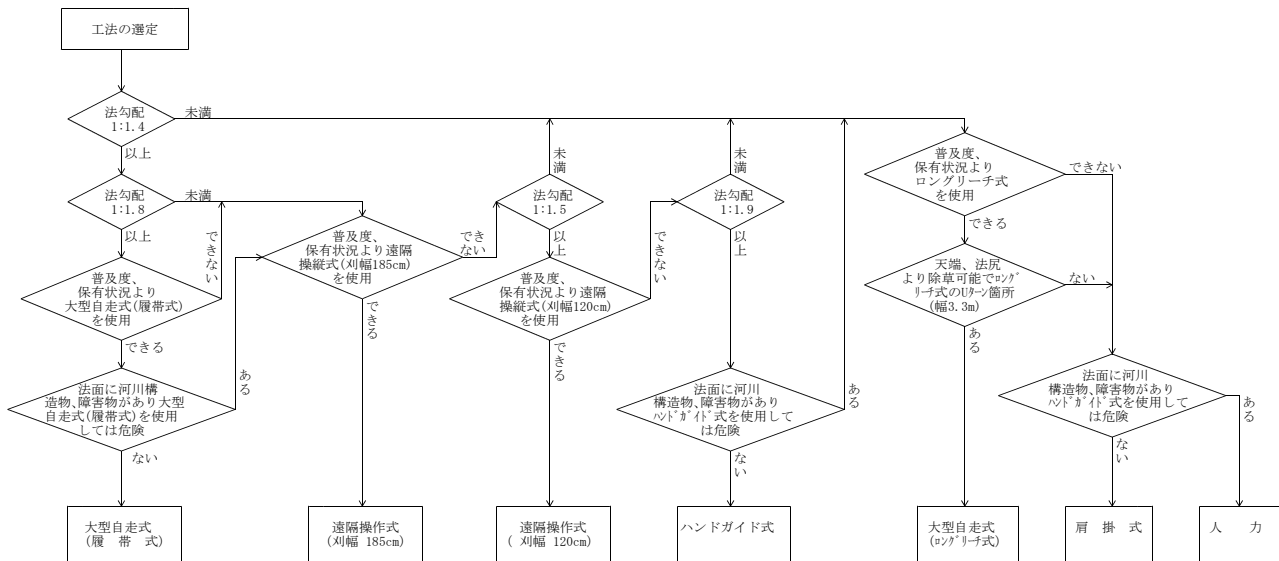 工法の選定
法勾配
1:1.4
未満
以上
法勾配
1:1.8
未満
以上
できない
普及度、
保有状況より
大型自走式(履帯式)
を使用
できる
法面に河川構
造物、障害物があり大型
自走式(履帯式)を使用
しては危険
ある
ない
大型自走式
(履 帯 式)
普及度、
保有状況より遠隔
操縦式(刈幅185cm)
を使用
でき
ない
できる
遠隔操作式
(刈幅 185cm)
未満
法勾配
1:1.5
以上
普及度、
保有状況より遠隔
操縦式(刈幅120cm)
を使用
できない
できる
遠隔操作式
( 刈幅 120cm)
未満
法勾配
1:1.9
以上
法面に河川
構造物、障害物があり
ﾊﾝﾄﾞｶﾞｲﾄﾞ式を使用して
は危険
ある
ない
ハンドガイド式
普及度、
保有状況より
ロングリーチ式
を使用
できない
できる
天端、法尻
より除草可能でﾛﾝｸﾞ
ﾘｰﾁ式のUﾀｰﾝ箇所
(幅3.3m)
ない
ある
大型自走式
(ﾛﾝｸﾞﾘｰﾁ式)
法面に河川
構造物、障害物があり
ﾊﾝﾄﾞｶﾞｲﾄﾞ式を使用して
は危険
ある
ない
肩 掛 式
人 力